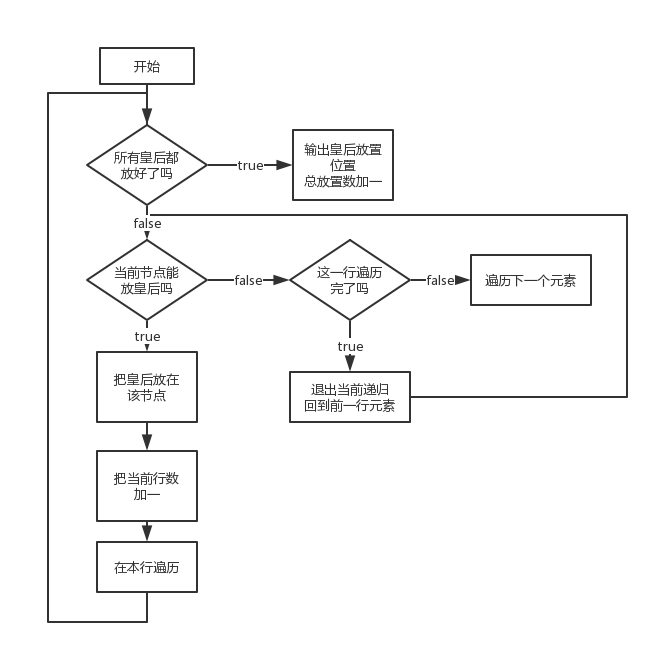 开始
所有皇后都
放好了吗
true
输出皇后放置
位置
总放置数加一
false
当前节点能
放皇后吗
false
这一行遍历
完了吗
false
遍历下一个元素
true
true
把皇后放在
该节点
退出当前递归
回到前一行元素
把当前行数
加一
在本行遍历